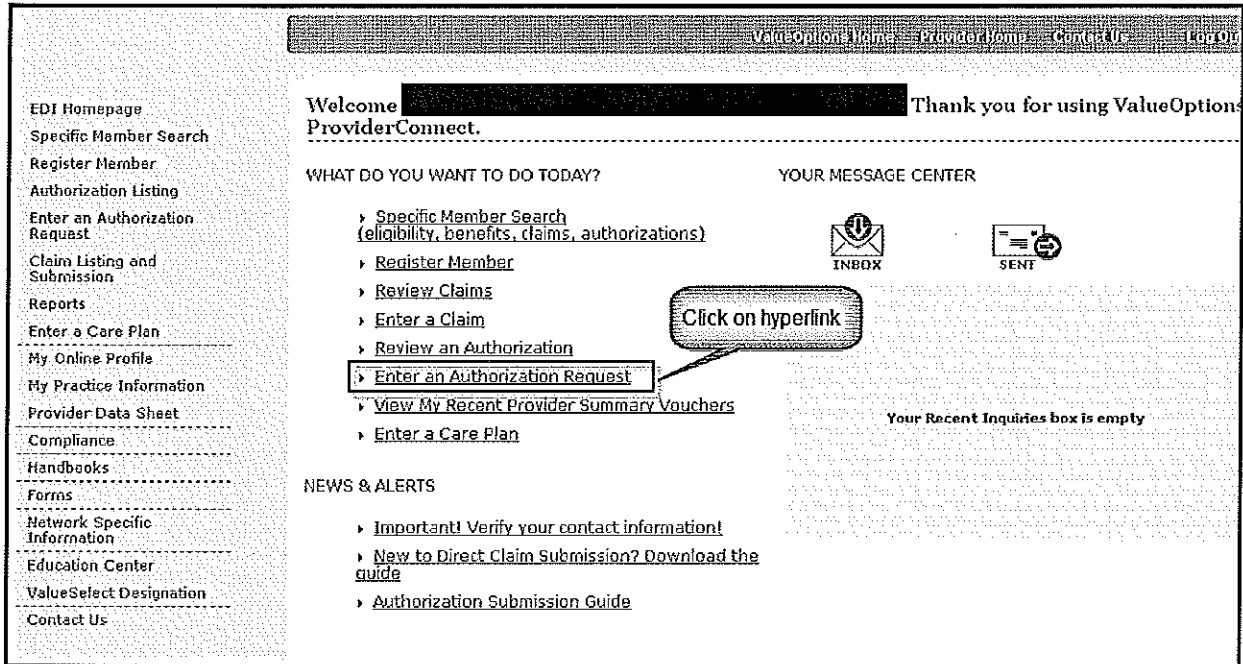 ValueOptions Home Provider Home Contact Us Log Out
EDI Homepage
Specific Member Search
Register Member
Authorization Listing
Enter an Authorization
Request
Claim Listing and
Submission
Reports
Enter a Care Plan
My Online Profile
My Practice Information
Provider Data Sheet
Compliance
Handbooks
Forms
Network Specific
Information
Education Center
ValueSelect Designation
Contact Us
Welcome Thank you for using ValueOptions
ProviderConnect.
WHAT DO YOU WANT TO DO TODAY?
Specific Member Search
(eligibility, benefits, claims, authorizations)
Register Member
Review Claims
Enter a Claim
Review an Authorization
Enter an Authorization Request
View My Recent Provider Summary Vouchers
Enter a Care Plan
Click on hyperlink
YOUR MESSAGE CENTER
INBOX
SENT
Your Recent Inquiries box is empty
NEWS & ALERTS
Important! Verify your contact information!
New to Direct Claim Submission? Download the
guide
Authorization Submission Guide